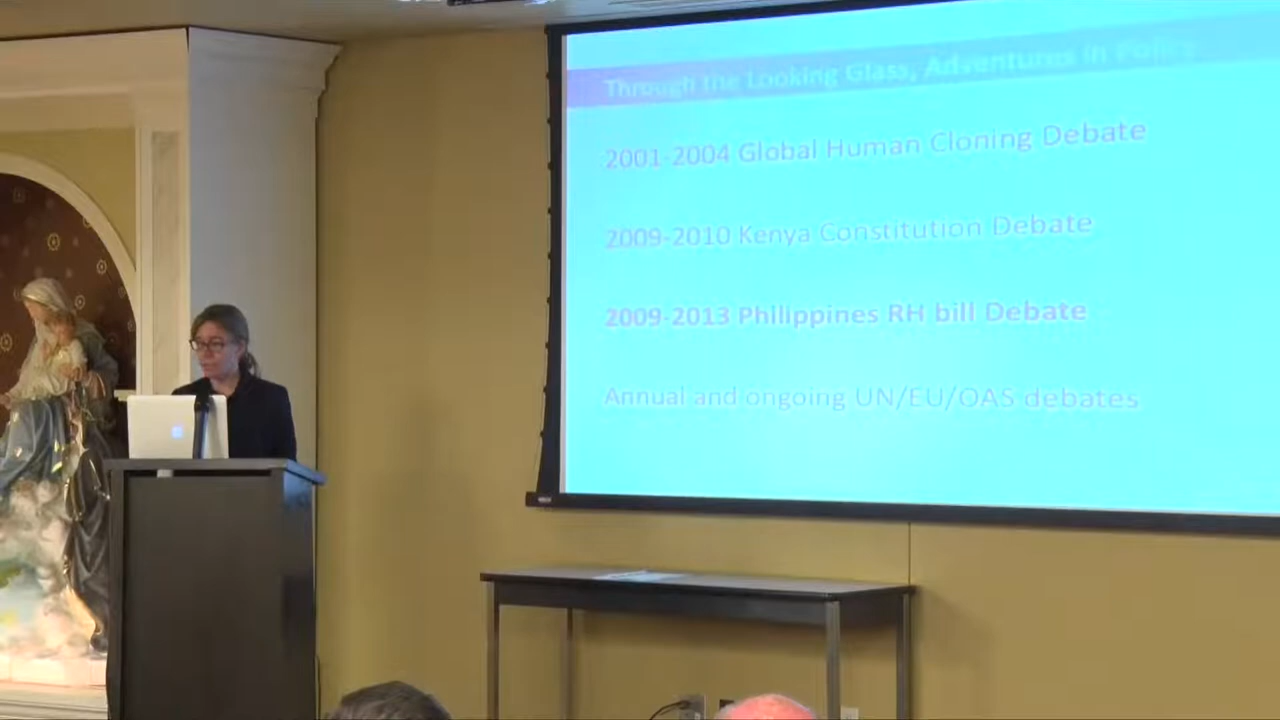 Through the Looking Glass, Adventures in Policy
2001-2004 Global Human Cloning Debate
2009-2010 Kenya Constitution Debate
2009-2013 Philippines RH bill Debate
Annual and ongoing UN/EU/OAS debates